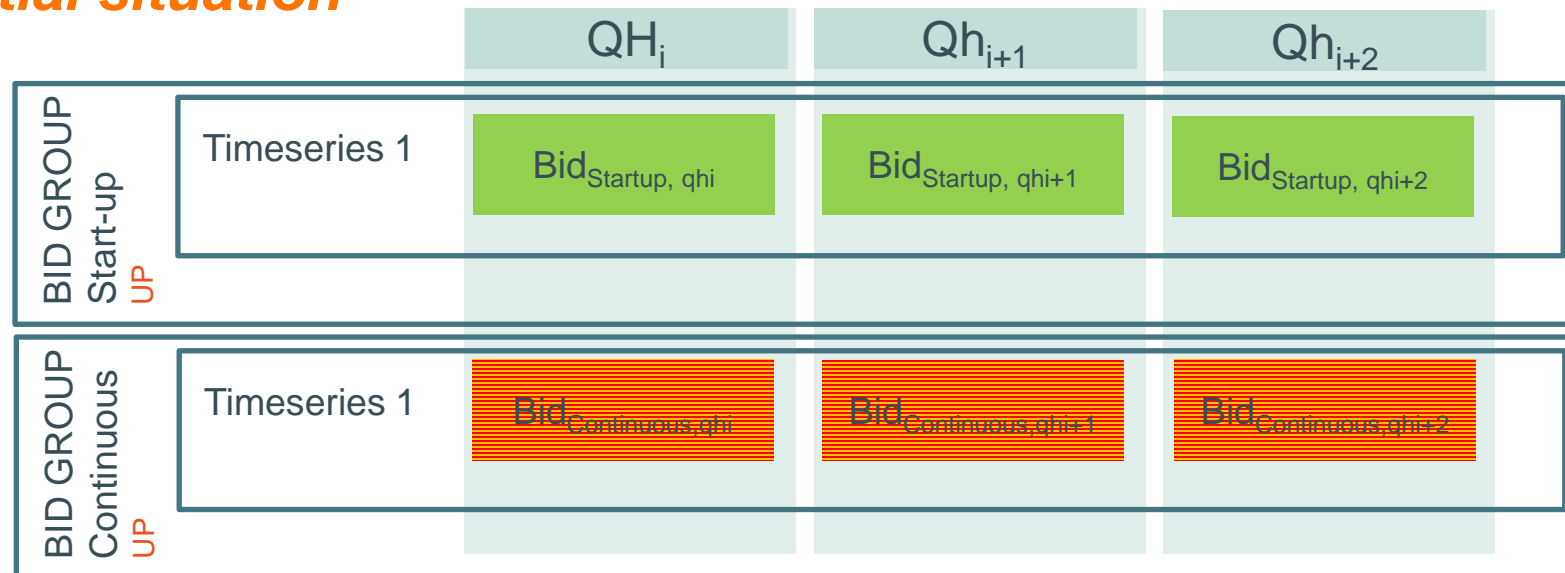 situation
QHi Qhi+1 Qhi+2
BID GROUP
Start-up
UP
Timeseries 1 BidStartup, qhi BidStartup, qhi+1 BidStartup, qhi+2
BID GROUP
Continuous
UP
Timeseries 1 BidContinuous,qhi BidContinuous,qhi+1 BidContinuous,qhi+2